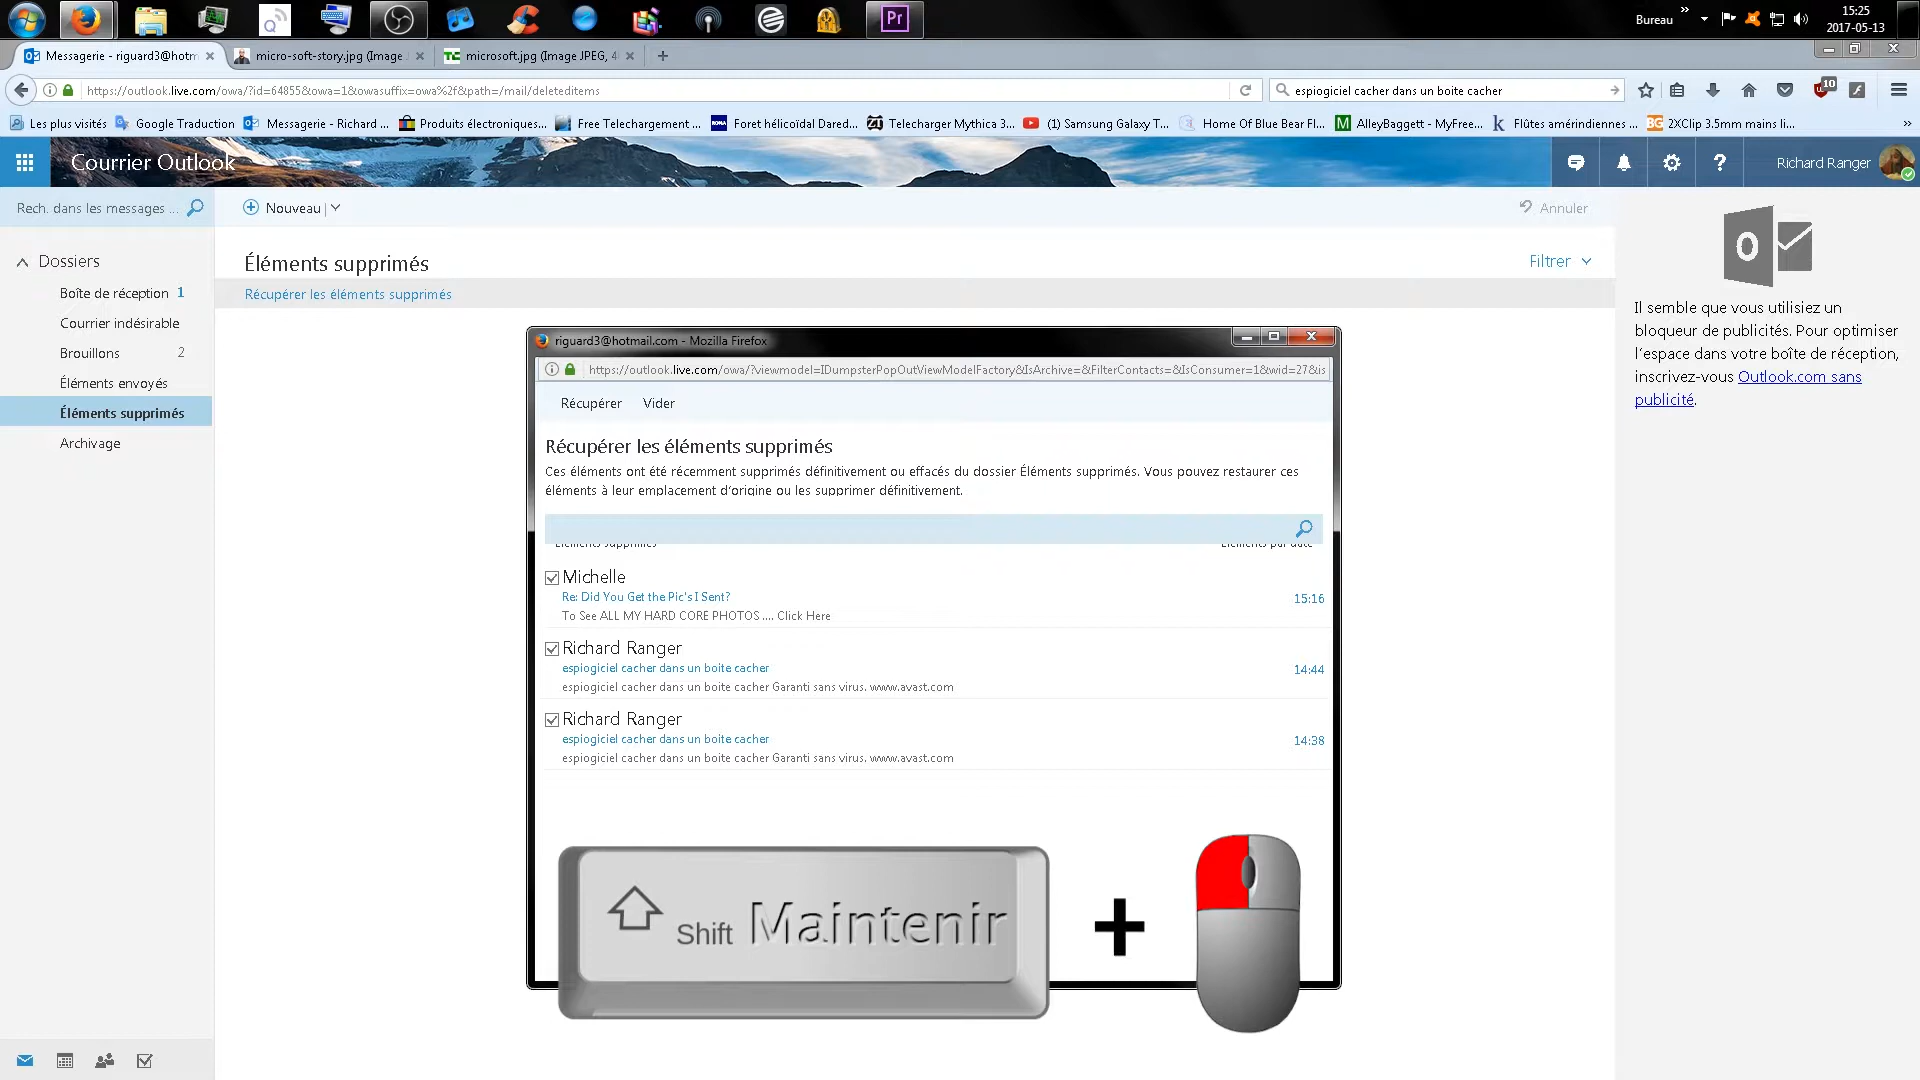 Pr
Bureau
»
15:25
2017-05-13
Messagerie - riguard3@hotm
micro-soft-story.jpg (Image
microsoft.jpg (Image JPEG, 4
https://outlook.live.com/owa/?id=64855&owa=1&owasuffix=owa%2f&path=/mail/deleteditems
espiogiciel cacher dans un boite cacher
10
Les plus visités
Google Traduction
Messagerie - Richard ...
Produits électroniques...
Free Telechargement ...
Foret hélicoïdal Dared...
Telecharger Mythica 3...
(1) Samsung Galaxy T...
Home Of Blue Bear Fl...
AlleyBaggett - MyFree...
Flûtes amérindiennes ...
2XClip 3.5mm mains li...
»
Courrier Outlook
?
Richard Ranger
Rech. dans les messages ...
Nouveau
Annuler
Dossiers
Boîte de réception 1
Courrier indésirable
Brouillons 2
Éléments envoyés
Éléments supprimés
Archivage
Éléments supprimés
Filtrer
Récupérer les éléments supprimés
Il semble que vous utilisiez un
bloqueur de publicités. Pour optimiser
l'espace dans votre boîte de réception,
inscrivez-vous Outlook.com sans
publicité.
riguard3@hotmail.com - Mozilla Firefox
https://outlook.live.com/owa/?viewmodel=IDumpsterPopOutViewModelFactory&IsArchive=&FilterContacts=&IsConsumer=1&wid=27&is
Récupérer
Vider
Récupérer les éléments supprimés
Ces éléments ont été récemment supprimés définitivement ou effacés du dossier Éléments supprimés. Vous pouvez restaurer ces
éléments à leur emplacement d'origine ou les supprimer définitivement.
Éléments supprimés
Éléments par date
Michelle
Re: Did You Get the Pic's I Sent?
15:16
To See ALL MY HARD CORE PHOTOS .... Click Here
Richard Ranger
espiogiciel cacher dans un boite cacher
14:44
espiogiciel cacher dans un boite cacher Garanti sans virus. www.avast.com
Richard Ranger
espiogiciel cacher dans un boite cacher
14:38
espiogiciel cacher dans un boite cacher Garanti sans virus. www.avast.com
Shift Maintenir
+